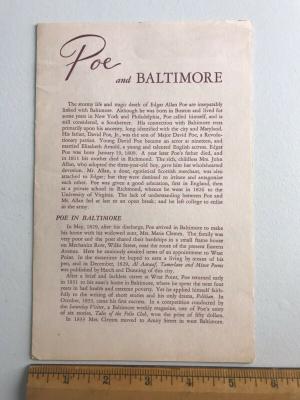 Poe
and BALTIMORE
The stormy life and tragic death of Edgar Allan Poe are inseparably
linked with Baltimore. Although he was born in Boston and lived for
some years in New York and Philadelphia, Poe called himself, and is
still considered, a Southerner. His connection with Baltimore rests
primarily upon his ancestry, long identified with the city and Maryland.
His father, David Poe, Jr., was the son of Major David Poe, a Revolu-
tionary patriot. Young David Poe became an actor at nineteen, and
married Elizabeth Arnold, a young and talented English actress. Edgar
Poe was born January 19, 1809. A year later Poe's father died, and
in 1811 his mother died in Richmond. The rich, childless Mrs. John
Allan, who adopted the three-year-old boy, gave him her wholehearted
devotion. Mr. Allan, a dour, egotistical Scotch merchant, was also
attached to Edgar; but they were destined to irritate and antagonize
each other. Poe was given a good education, first in England, then
at a private school in Richmond, whence he went in 1826 to the
University of Virginia. The lack of understanding between Poe and
Mr. Allan led at last to an open break; and he left college to enlist
in the army.
POE IN BALTIMORE
In May, 1829, after his discharge, Poe arrived in Baltimore to make
his home with his widowed aunt, Mrs. Maria Clemm. The family was
very poor and the poet shared their hardships in a small frame house
on Mechanics Row, Wilks Street, near the
Avenue. Here he anxiously awaited news of an appointment to West
Point. In the meantime he hoped to earn a living by means of his
pen, and in December, 1829, Al Aaraaf, Tamerlane and Minor Poems
was published by Hatch and Dunning of this city.
After a brief and luckless career at West Point, Poe returned early
in 1831 to his aunt's home in Baltimore, where he spent the next four
years in bad health and extreme poverty. Yet he applied himself faith-
fully to the writing of short stories and his only drama, Politian. In
October, 1833, came his first success. In a competition conducted by
the Saturday Visiter, a Baltimore weekly magazine, one of Poe's story
of six stories, Tales of the Folio Club, won the prize of fifty dollars.
In 1833 Mrs. Clemm moved to Amity Street in west Baltimore.
1 2 3 4 5 6